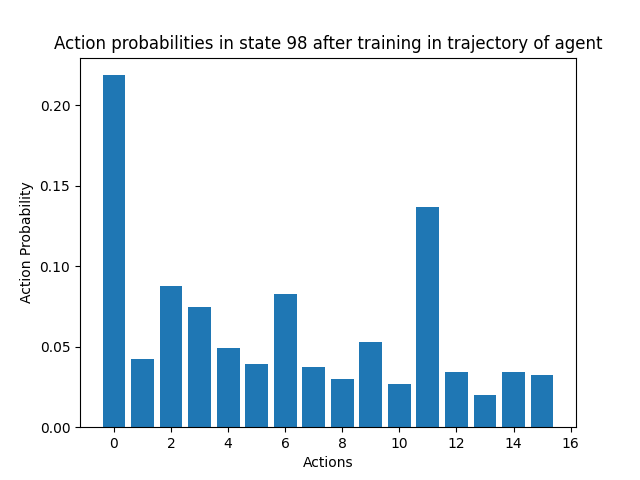 Action probabilities in state 98 after training in trajectory of agent
0.20
0.15
0.10
0.05
0.00
Action Probability
0 2 4 6 8 10 12 14 16
Actions